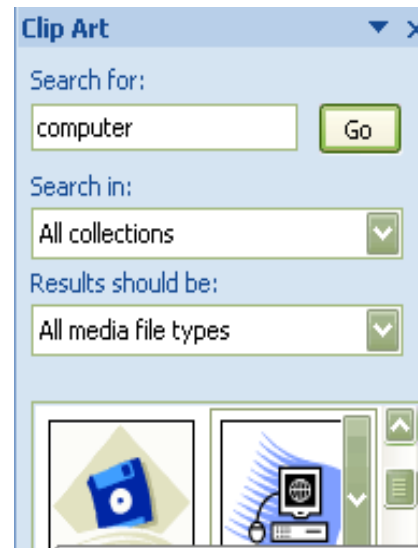 Clip Art
Search for:
computer Go
Search in:
All collections
Results should be:
All media file types